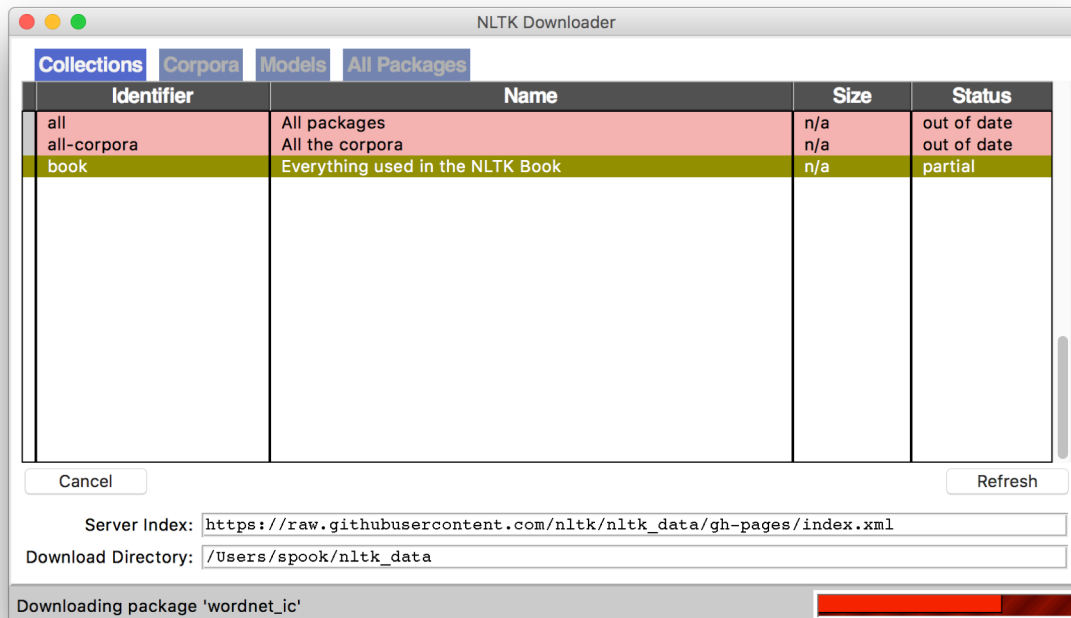 NLTK Downloader
Collections Corpora Models All Packages
Identifier Name Size Status
all All packages n/a out of date
all-corpora All the corpora n/a out of date
book Everything used in the NLTK Book n/a partial
Cancel Refresh
Server Index: https://raw.githubusercontent.com/nltk/nltk_data/gh-pages/index.xml
Download Directory: /Users/spook/nltk_data
Downloading package 'wordnet_ic'